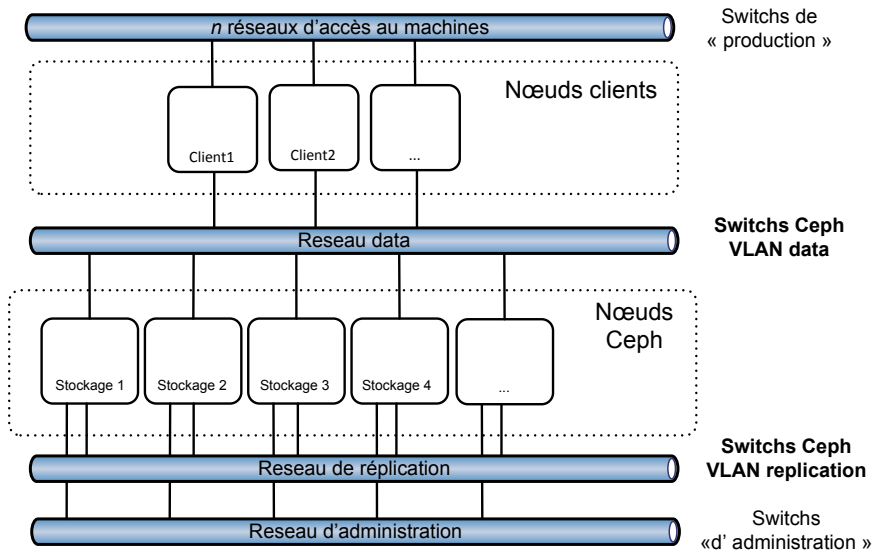 n réseaux d'accès au machines
Switchs de
« production »
Nœuds clients
Client1
Client2
...
Reseau data
Switchs Ceph
VLAN data
Nœuds
Ceph
Stockage 1
Stockage 2
Stockage 3
Stockage 4
...
Reseau de réplication
Switchs Ceph
VLAN replication
Reseau d'administration
Switchs
«d' administration »